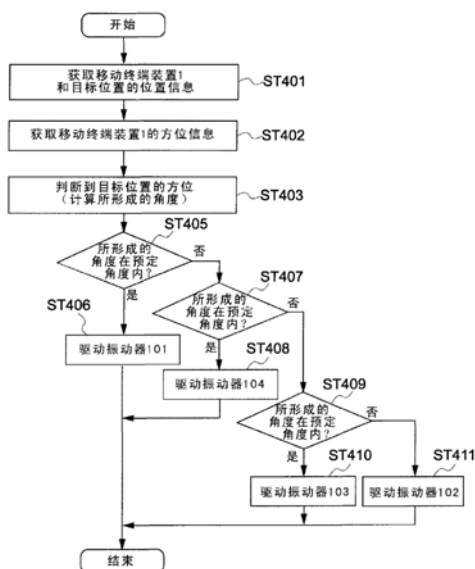 开始
获取移动终端装置1
和目标位置的位置信息
ST401
获取移动终端装置1的方位信息
ST402
判断到目标位置的方位
(计算所形成的角度)
ST403
ST405
所形成的
角度在预定
角度内?
否
是
ST406
驱动振动器101
ST407
所形成的
角度在预定
角度内?
否
是
ST408
驱动振动器104
ST409
所形成的
角度在预定
角度内?
否
是
ST410
驱动振动器103
ST411
驱动振动器102
结束